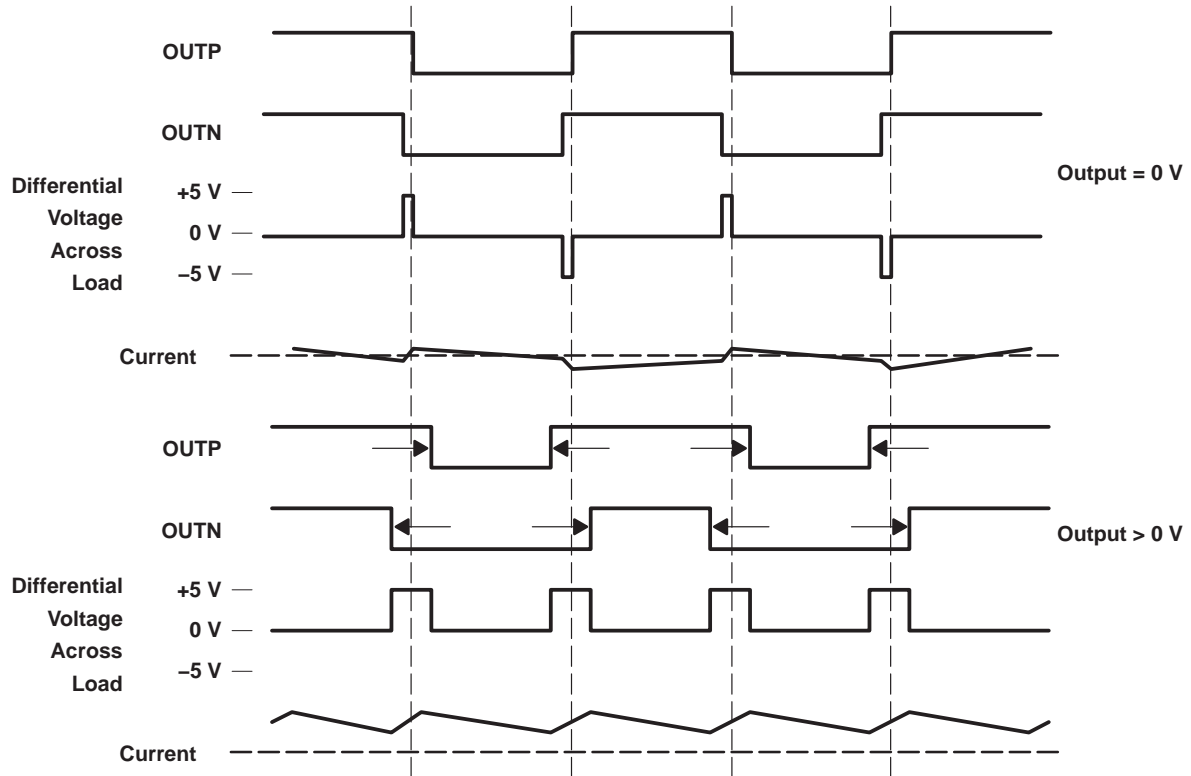 OUTP
OUTN
Output = 0 V
Differential
Voltage
Across
Load
+5 V
0 V
−5 V
Current
OUTP
OUTN
Output > 0 V
Differential
Voltage
Across
Load
+5 V
0 V
−5 V
Current